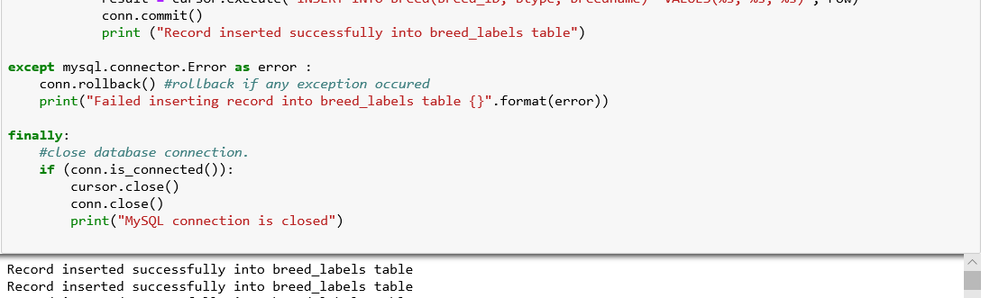 result = cursor.execute("INSERT INTO breed(breed_ID, btype, breedname) VALUES(%s, %s, %s)", row)
conn.commit()
print ("Record inserted successfully into breed_labels table")
except mysql.connector.Error as error :
conn.rollback() #rollback if any exception occured
print("Failed inserting record into breed_labels table {}".format(error))
finally:
#close database connection.
if (conn.is_connected()):
cursor.close()
conn.close()
print("MySQL connection is closed")
Record inserted successfully into breed_labels table
Record inserted successfully into breed_labels table